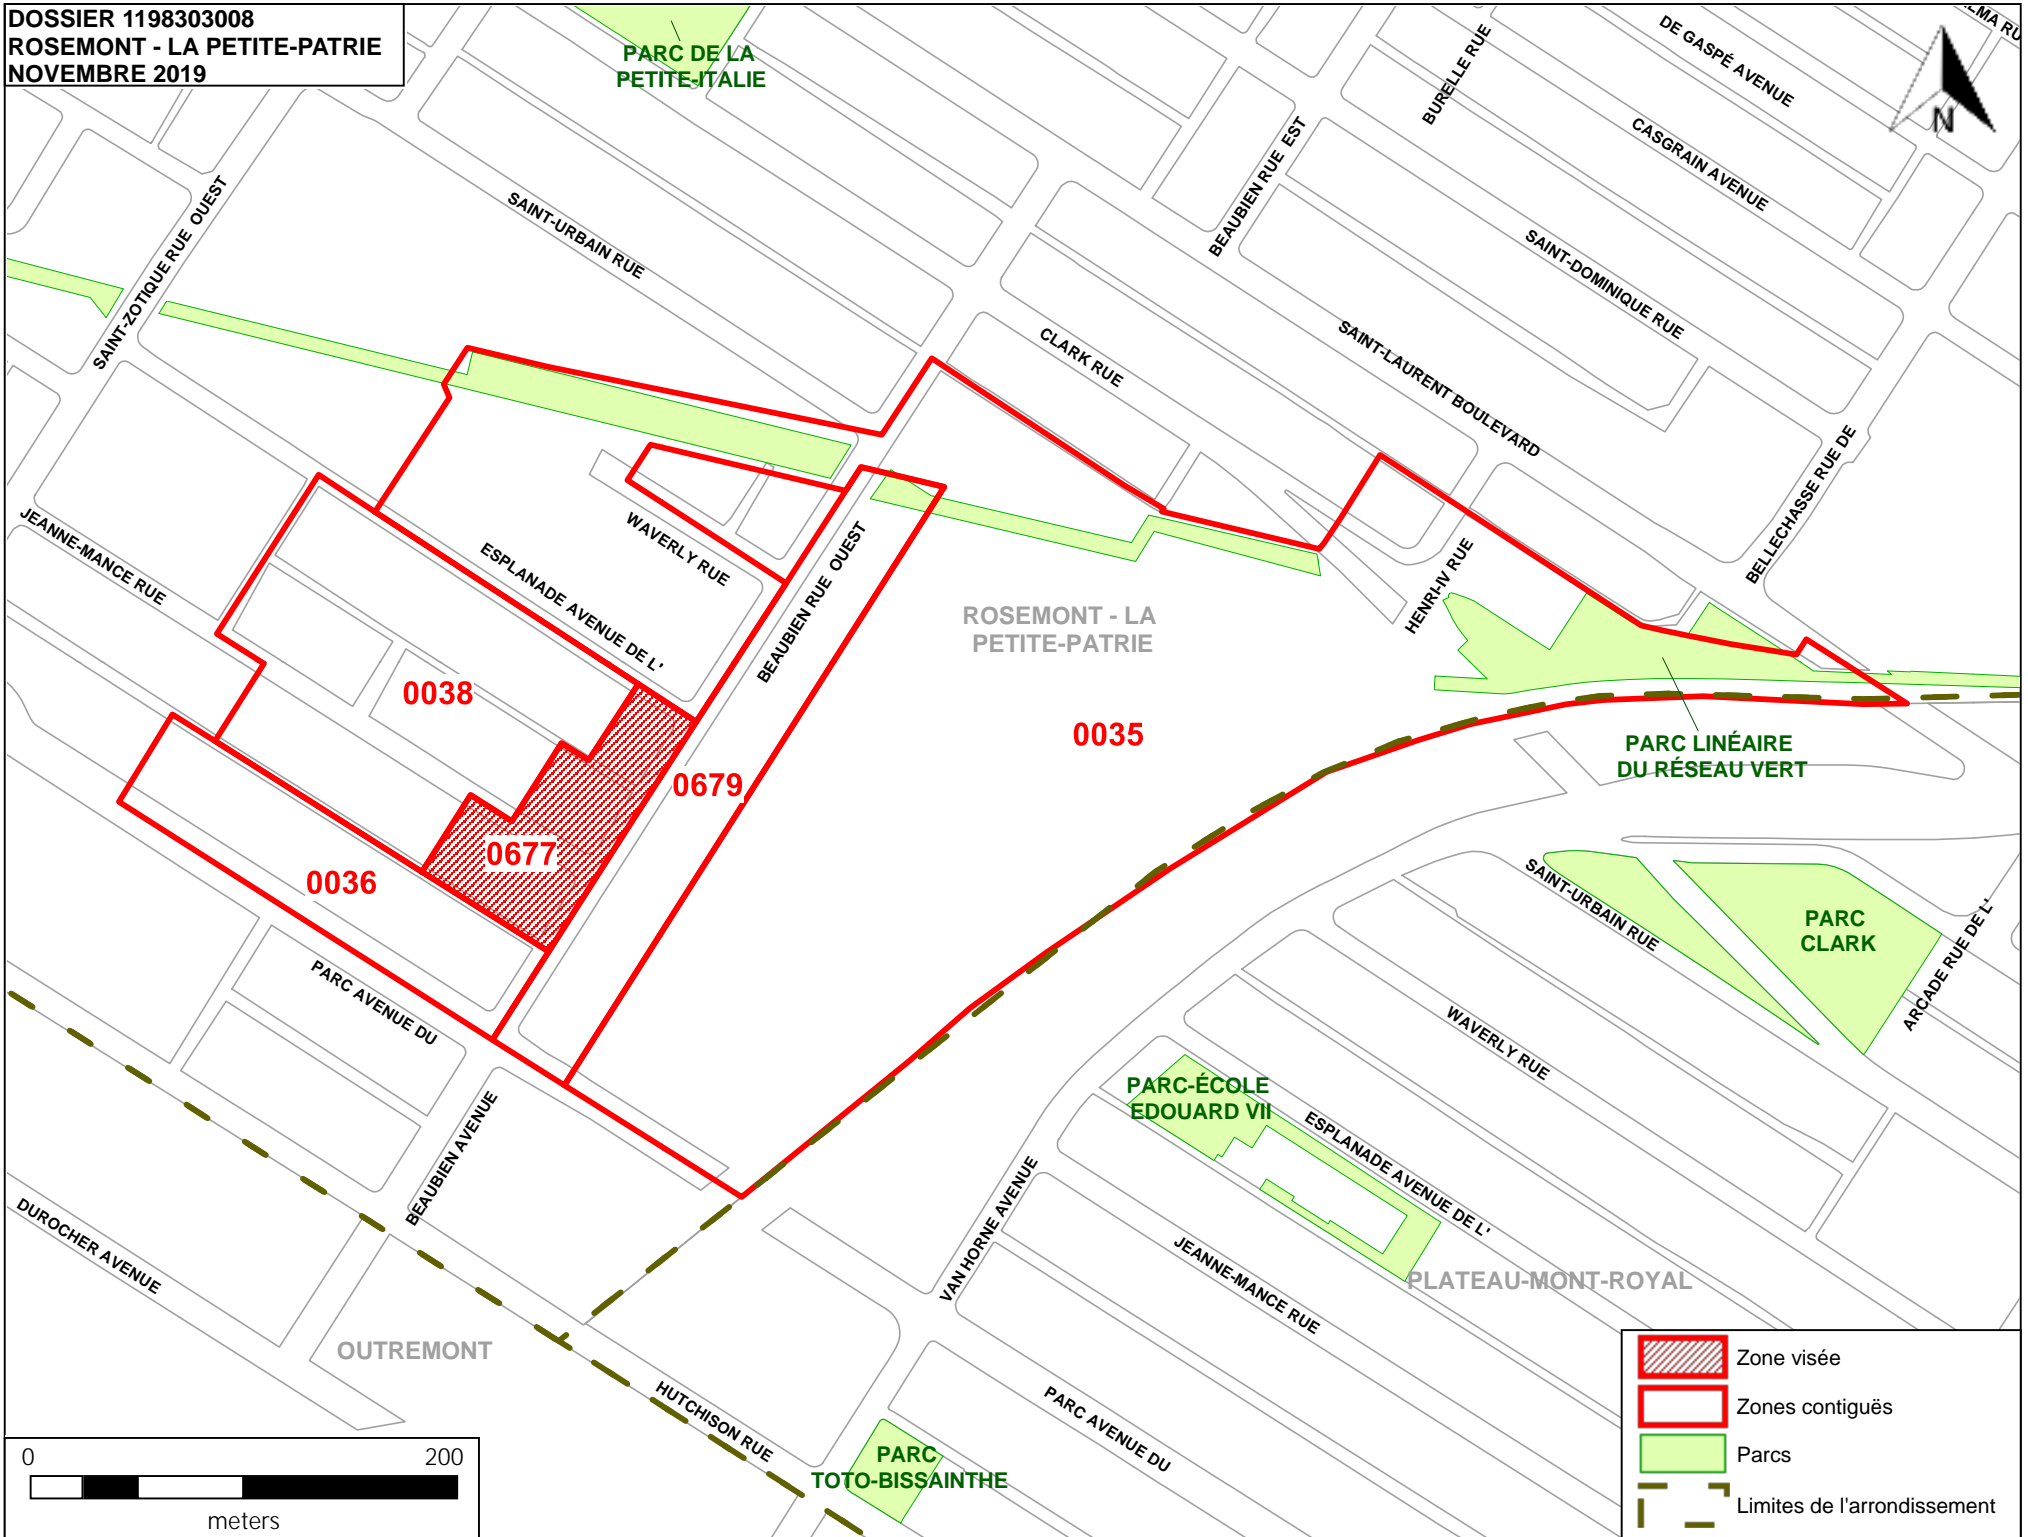 DOSSIER 1198303008
ROSEMONT - LA PETITE-PATRIE
NOVEMBRE 2019
PARC DE LA
PETITE-ITALIE
BURELLE RUE
DE GASPÉ AVENUE
N
CASGRAIN AVENUE
BEAUBIEN RUE EST
SAINT-ZOTIQUE RUE OUEST
SAINT-URBAIN RUE
SAINT-DOMINIQUE RUE
CLARK RUE
SAINT-LAURENT BOULEVARD
BELLECHASSE RUE DE
JEANNE-MANCE RUE
ESPLANADE AVENUE DE L'
WAVERLY RUE
BEAUBIEN RUE OUEST
HENRI-IV RUE
ROSEMONT - LA
PETITE-PATRIE
0038
0035
0679
0677
0036
PARC LINÉAIRE
DU RÉSEAU VERT
SAINT-URBAIN RUE
PARC
CLARK
ARCADE RUE DE L'
PARC AVENUE DU
WAVERLY RUE
PARC-ÉCOLE
EDOUARD VII
ESPLANADE AVENUE DE L'
BEAUBIEN AVENUE
VAN HORNE AVENUE
DUROCHER AVENUE
JEANNE-MANCE RUE
PLATEAU-MONT-ROYAL
OUTREMONT
HUTCHISON RUE
PARC AVENUE DU
PARC
TOTO-BISSAINTHE
0 200
meters
Zone visée
Zones contiguës
Parcs
Limites de l'arrondissement